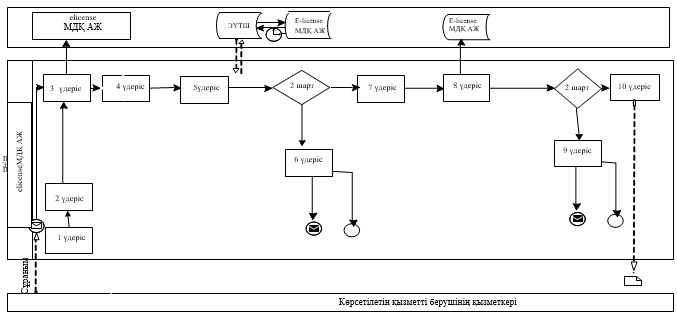 elicense
МДҚ АЖ
ЭҮТШ
E-license
МДҚ АЖ
E-license
МДҚ АЖ
3 үдеріс
4 үдеріс
5үдеріс
2 шарт
7 үдеріс
8 үдеріс
2 шарт
10 үдеріс
6 үдеріс
9 үдеріс
elicenseМДҚ АЖ
2 үдеріс
1 үдеріс
Сұраным
Көрсетілетін қызметті берушінің қызметкері